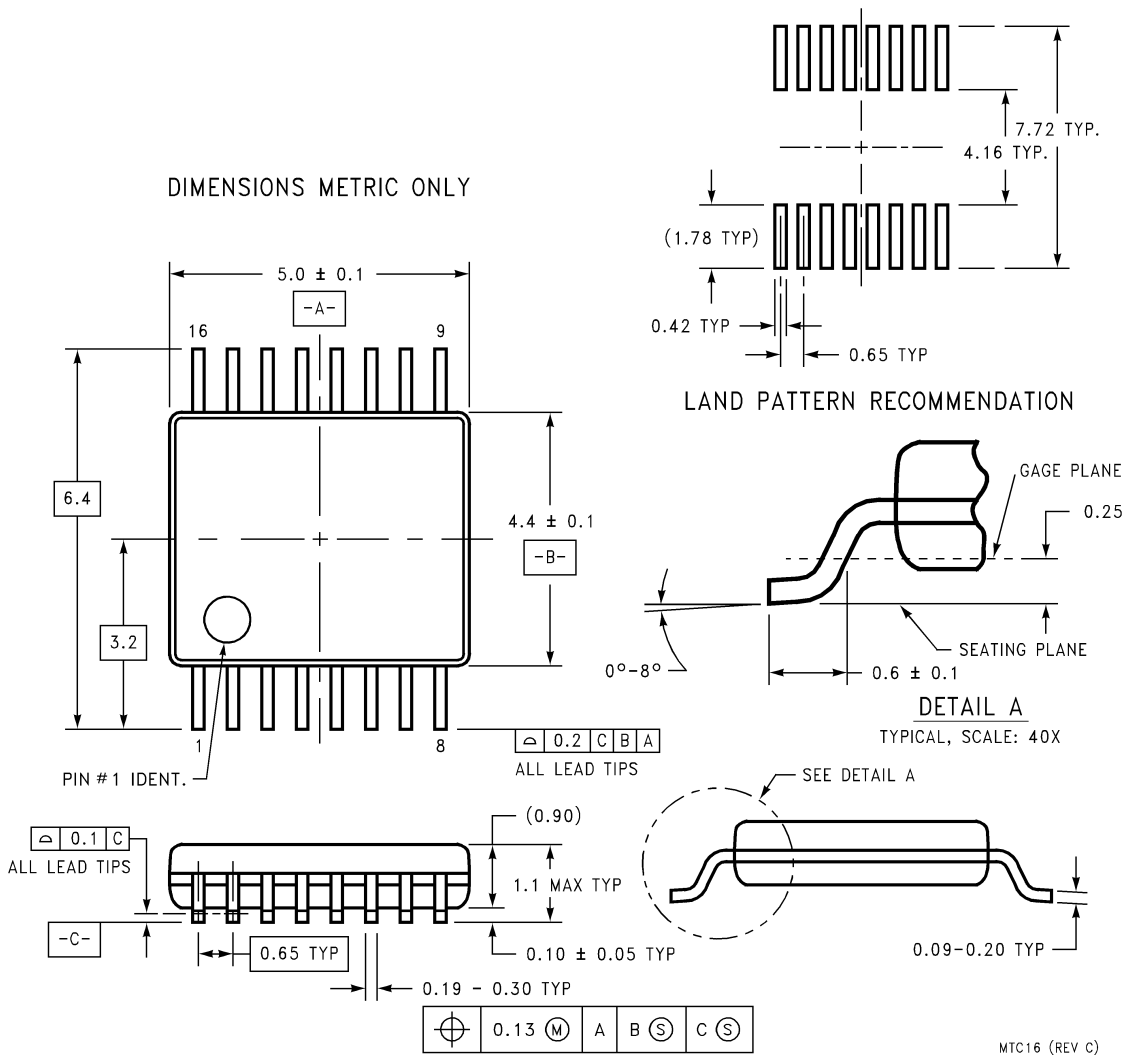 7.72 TYP.
4.16 TYP.
DIMENSIONS METRIC ONLY
(1.78 TYP)
5.0 ± 0.1
-A-
0.42 TYP
0.65 TYP
16
9
LAND PATTERN RECOMMENDATION
GAGE PLANE
0.25
6.4
4.4 ± 0.1
-B-
3.2
SEATING PLANE
0°-8°
0.6 ± 0.1
DETAIL A
TYPICAL, SCALE: 40X
1
8
⌓ 0.2 C B A
ALL LEAD TIPS
PIN #1 IDENT.
SEE DETAIL A
(0.90)
⌓ 0.1 C
ALL LEAD TIPS
1.1 MAX TYP
-C-
0.65 TYP
0.10 ± 0.05 TYP
0.09-0.20 TYP
0.19 - 0.30 TYP
⌖ 0.13 Ⓜ A B Ⓢ C Ⓢ
MTC16 (REV C)